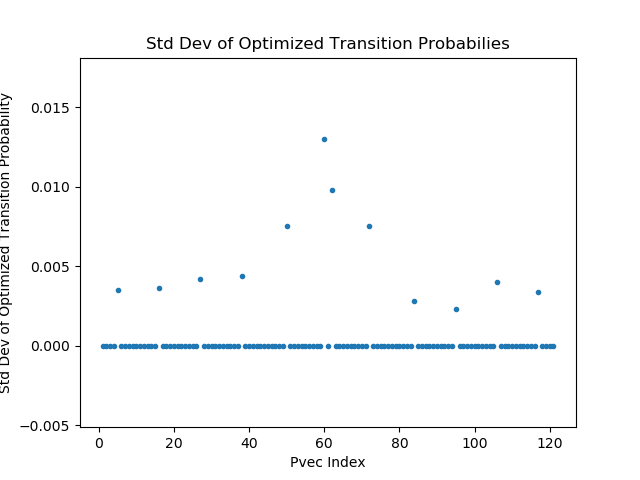 Std Dev of Optimized Transition Probabilies
Std Dev of Optimized Transition Probability
0.015
0.010
0.005
0.000
−0.005
0 20 40 60 80 100 120
Pvec Index